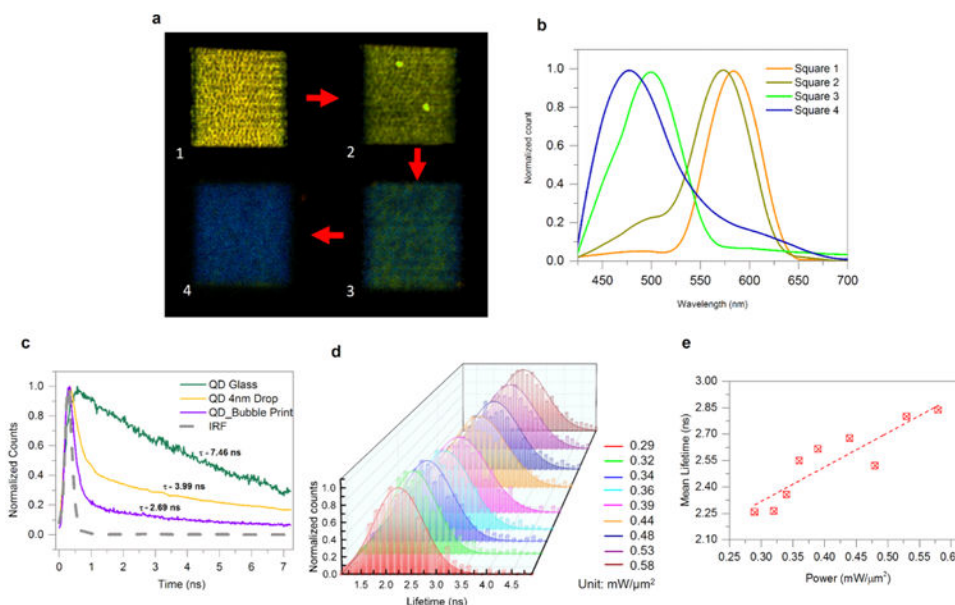 a
1
2
4
3
b
Normalized count
1.0
0.8
0.6
0.4
0.2
0.0
Square 1
Square 2
Square 3
Square 4
450 500 550 600 650 700
Wavelength (nm)
c
Normalized Counts
1.0
0.8
0.6
0.4
0.2
0.0
QD Glass
QD 4nm Drop
QD_Bubble Print
IRF
τ - 7.46 ns
τ - 3.99 ns
τ - 2.69 ns
0 1 2 3 4 5 6 7
Time (ns)
d
Normalized counts
1.0
0.8
0.6
0.4
0.2
0.0
1.5 2.0 2.5 3.0 3.5 4.0 4.5
Lifetime (ns)
0.29
0.32
0.34
0.36
0.39
0.44
0.48
0.53
0.58
Unit: mW/μm²
e
Mean Lifetime (ns)
3.00
2.85
2.70
2.55
2.40
2.25
2.10
0.25 0.30 0.35 0.40 0.45 0.50 0.55 0.60
Power (mW/μm²)